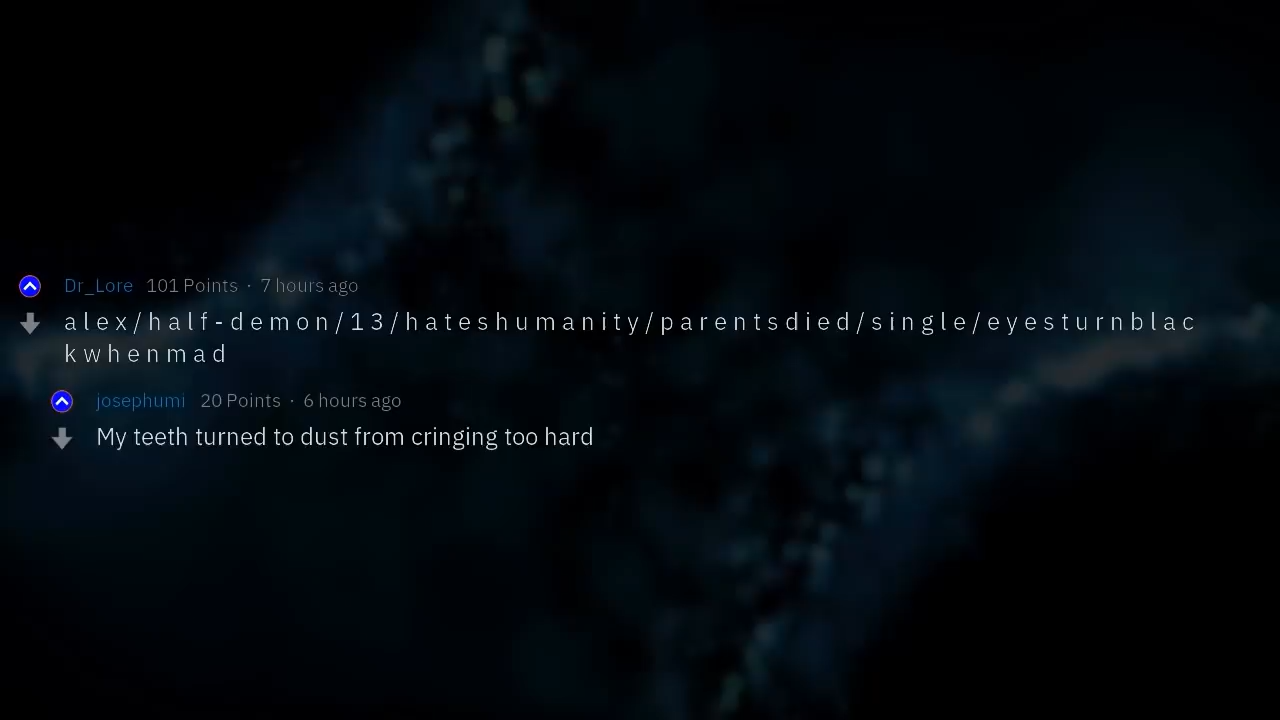 Dr_Lore 101 Points · 7 hours ago
a l e x / h a l f - d e m o n / 1 3 / h a t e s h u m a n i t y / p a r e n t s d i e d / s i n g l e / e y e s t u r n b l a c
k w h e n m a d
josephumi 20 Points · 6 hours ago
My teeth turned to dust from cringing too hard